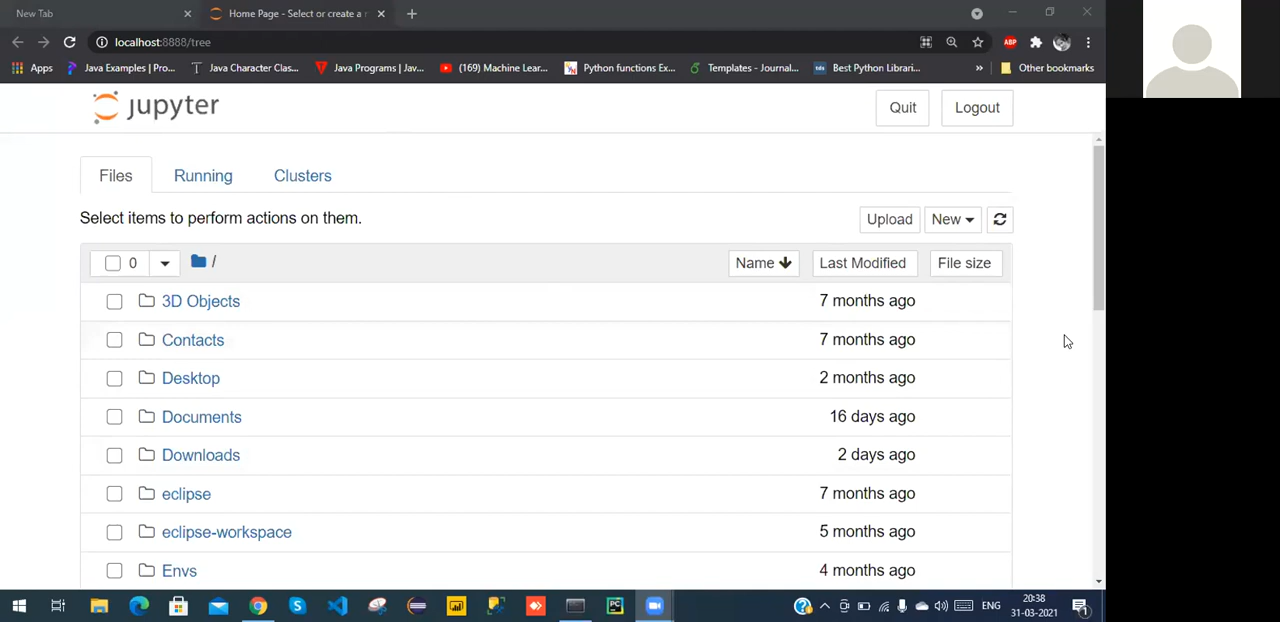 New Tab
Home Page - Select or create a r
localhost:8888/tree
ABP
Apps
Java Examples | Pro...
Java Character Clas...
Java Programs | Jav...
(169) Machine Lear...
Python functions Ex...
Templates - Journal...
Best Python Librari...
»
Other bookmarks
jupyter
Quit
Logout
Files
Running
Clusters
Select items to perform actions on them.
Upload
New
0
/
Name
Last Modified
File size
3D Objects 7 months ago
Contacts 7 months ago
Desktop 2 months ago
Documents 16 days ago
Downloads 2 days ago
eclipse 7 months ago
eclipse-workspace 5 months ago
Envs 4 months ago
ENG
20:38
31-03-2021